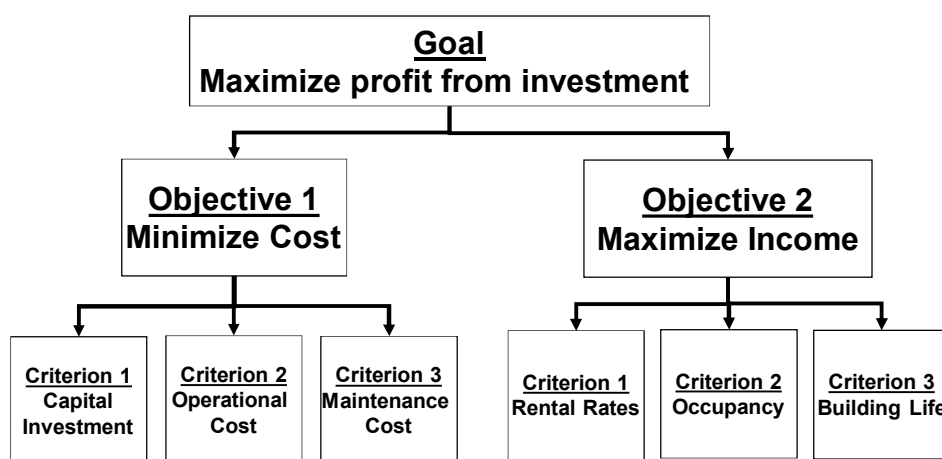 Goal
Maximize profit from investment
Objective 1
Minimize Cost
Objective 2
Maximize Income
Criterion 1
Capital
Investment
Criterion 2
Operational
Cost
Criterion 3
Maintenance
Cost
Criterion 1
Rental Rates
Criterion 2
Occupancy
Criterion 3
Building Life